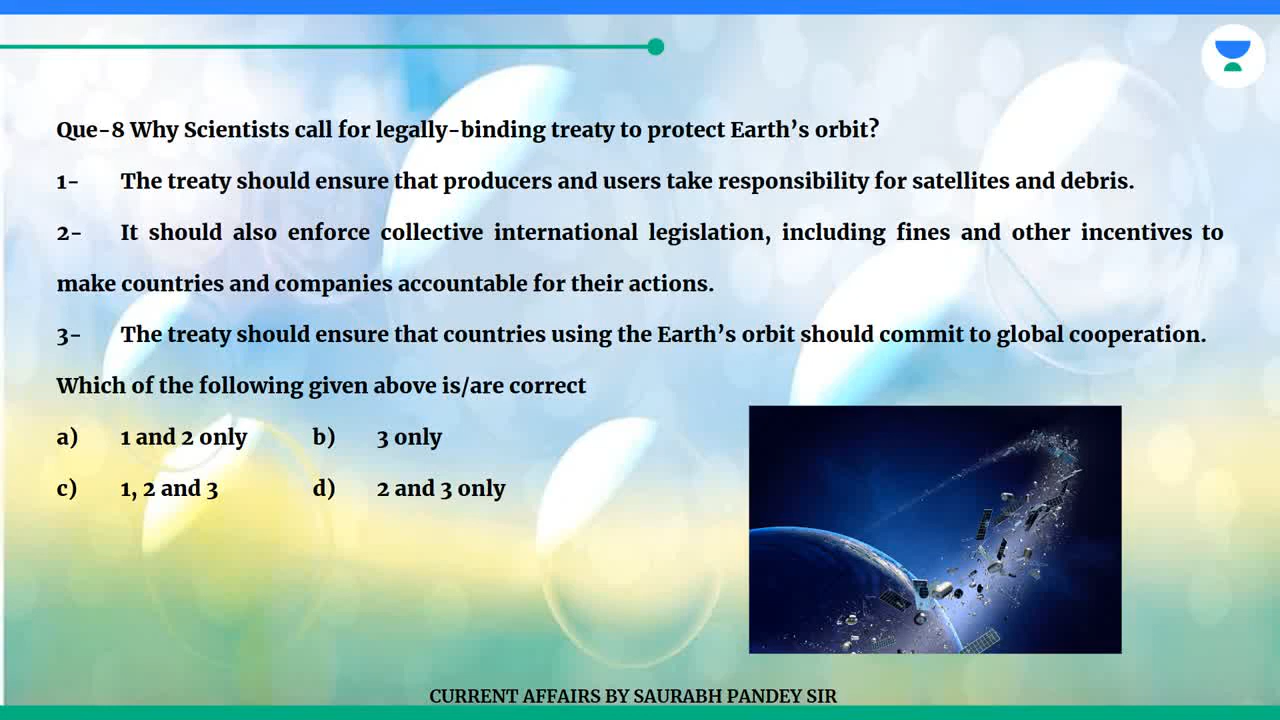 Que-8 Why Scientists call for legally-binding treaty to protect Earth’s orbit?
1- The treaty should ensure that producers and users take responsibility for satellites and debris.
2- It should also enforce collective international legislation, including fines and other incentives to
make countries and companies accountable for their actions.
3- The treaty should ensure that countries using the Earth’s orbit should commit to global cooperation.
Which of the following given above is/are correct
a) 1 and 2 only b) 3 only
c) 1, 2 and 3 d) 2 and 3 only
CURRENT AFFAIRS BY SAURABH PANDEY SIR